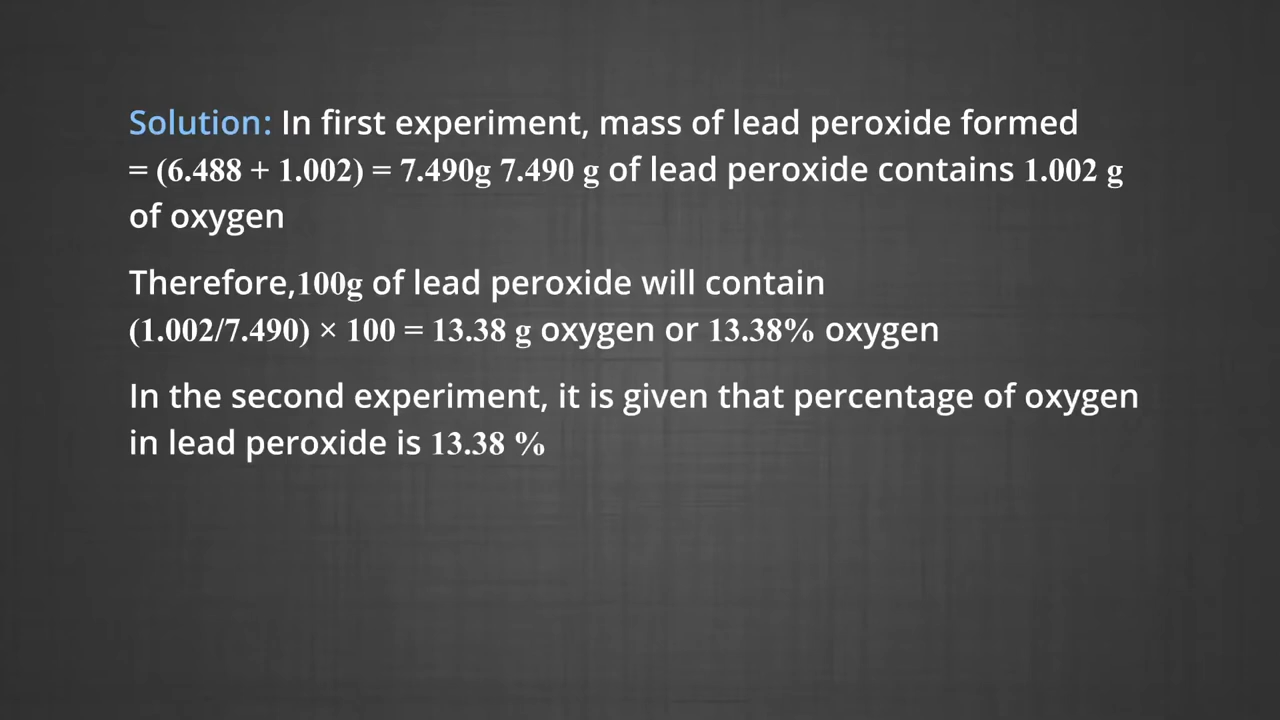 Solution: In first experiment, mass of lead peroxide formed
= (6.488 + 1.002) = 7.490g 7.490 g of lead peroxide contains 1.002 g
of oxygen
Therefore,100g of lead peroxide will contain
(1.002/7.490) × 100 = 13.38 g oxygen or 13.38% oxygen
In the second experiment, it is given that percentage of oxygen
in lead peroxide is 13.38 %